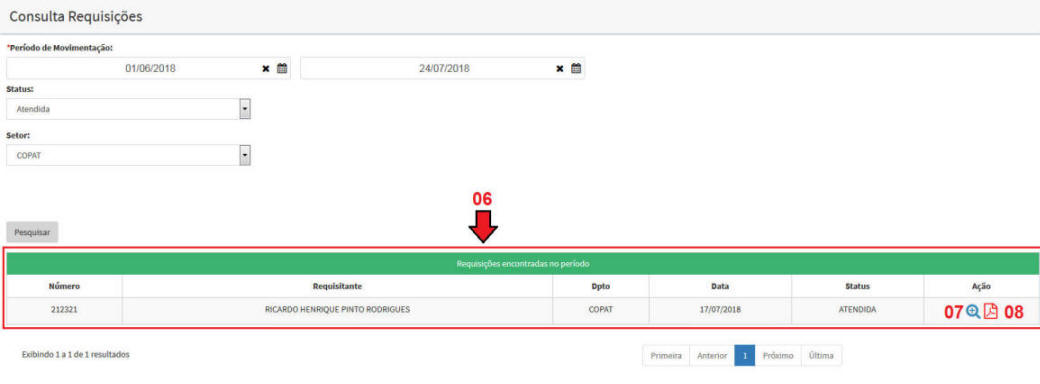 Consulta Requisições
*Período de Movimentação:
01/06/2018 24/07/2018
Status:
Atendida
Setor:
COPAT
06
Pesquisar
Requisições encontradas no período
Número Requisitante Dpto Data Status Ação
212321 RICARDO HENRIQUE PINTO RODRIGUES COPAT 17/07/2018 ATENDIDA 07 08
Exibindo 1 a 1 de 1 resultados Primeira Anterior 1 Próximo Última